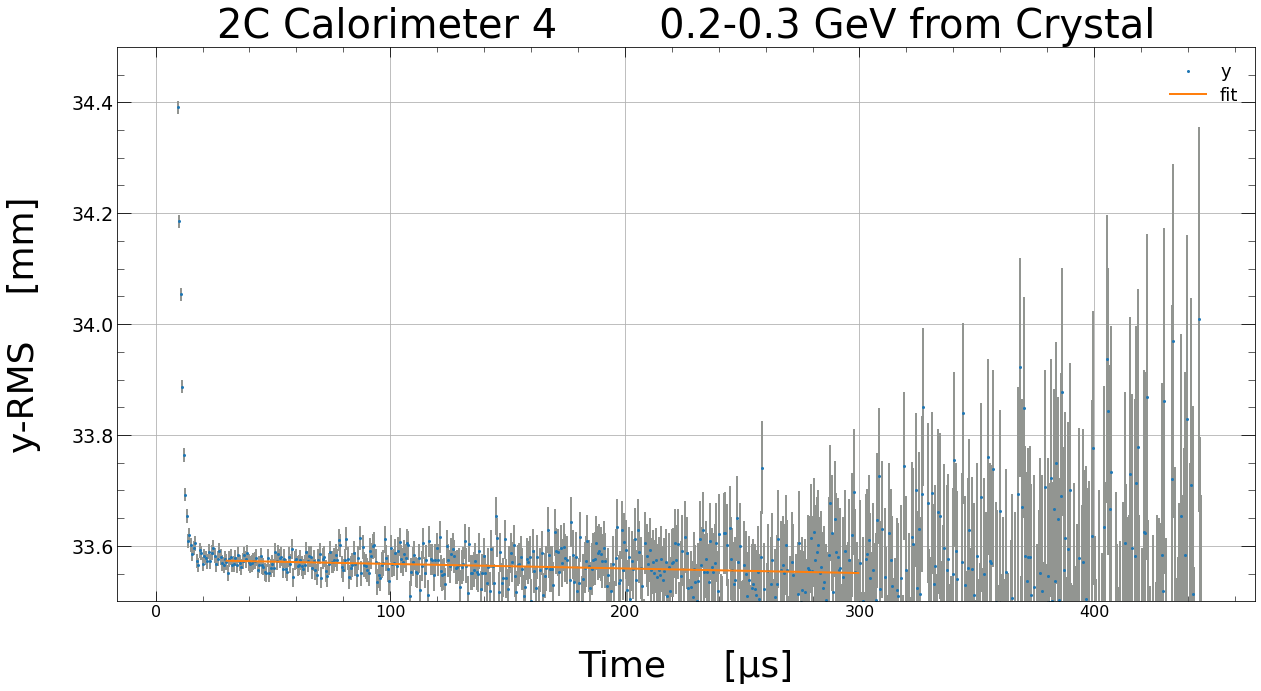 2C Calorimeter 4 0.2-0.3 GeV from Crystal
y
fit
34.4
34.2
34.0
33.8
33.6
y-RMS [mm]
0 100 200 300 400
Time [μs]